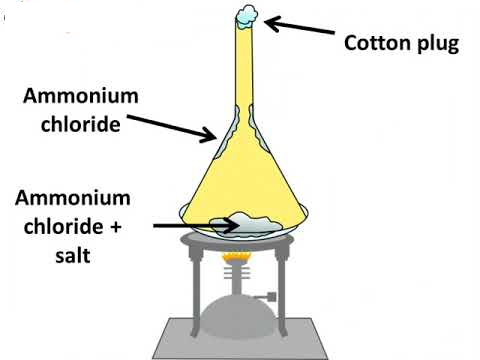 Cotton plug
Ammonium
chloride
Ammonium
chloride +
salt